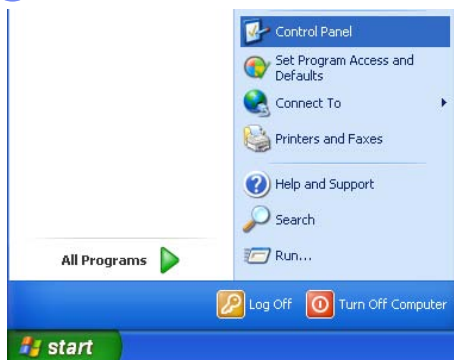 Control Panel
Set Program Access and
Defaults
Connect To
Printers and Faxes
Help and Support
Search
Run...
All Programs
Log Off
Turn Off Computer
start